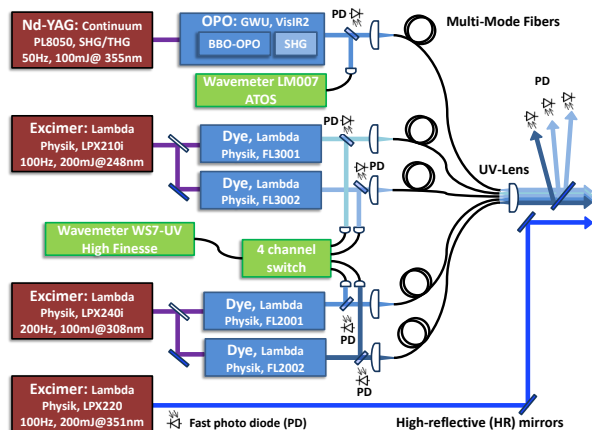 Nd-YAG: Continuum
PL8050, SHG/THG
50Hz, 100mJ@ 355nm
OPO: GWU, VisIR2
BBO-OPO
SHG
PD
Multi-Mode Fibers
Wavemeter LM007
ATOS
PD
Excimer: Lambda
Physik, LPX210i
100Hz, 200mJ@248nm
Dye, Lambda
Physik, FL3001
PD
Dye, Lambda
Physik, FL3002
PD
UV-Lens
Wavemeter WS7-UV
High Finesse
4 channel
switch
Excimer: Lambda
Physik, LPX240i
200Hz, 100mJ@308nm
Dye, Lambda
Physik, FL2001
PD
Dye, Lambda
Physik, FL2002
PD
Excimer: Lambda
Physik, LPX220
100Hz, 200mJ@351nm
Fast photo diode (PD)
High-reflective (HR) mirrors